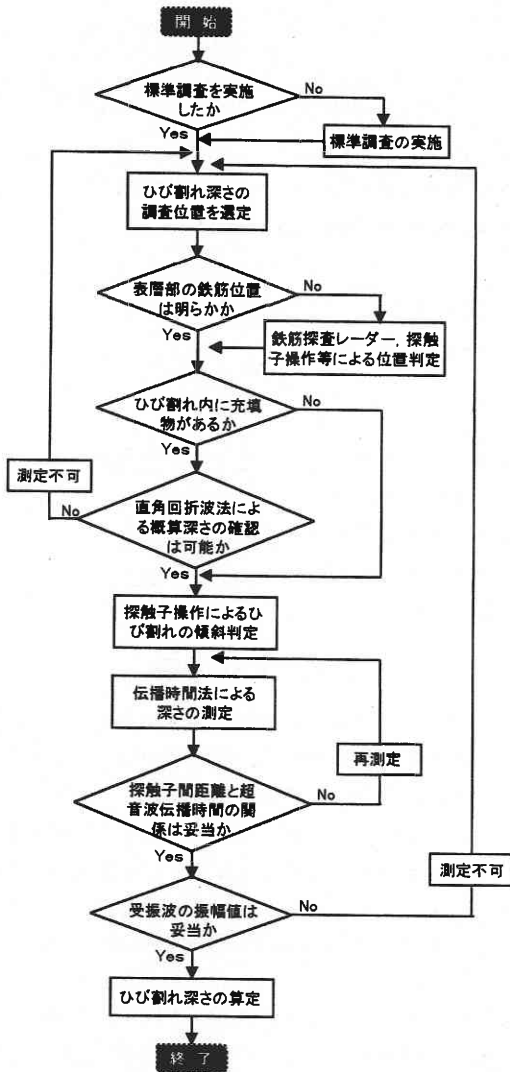 開 始
標準調査を実施
したか
No
Yes
標準調査の実施
ひび割れ深さの
調査位置を選定
表層部の鉄筋位置
は明らかか
No
Yes
鉄筋探査レーダー，探触
子操作等による位置判定
ひび割れ内に充填
物があるか
No
Yes
測定不可
直角回折波法によ
る概算深さの確認
は可能か
No
Yes
探触子操作によるひ
び割れの傾斜判定
伝播時間法による
深さの測定
再測定
探触子間距離と超
音波伝播時間の関
係は妥当か
No
Yes
測定不可
受振波の振幅値は
妥当か
No
Yes
ひび割れ深さの算定
終 了